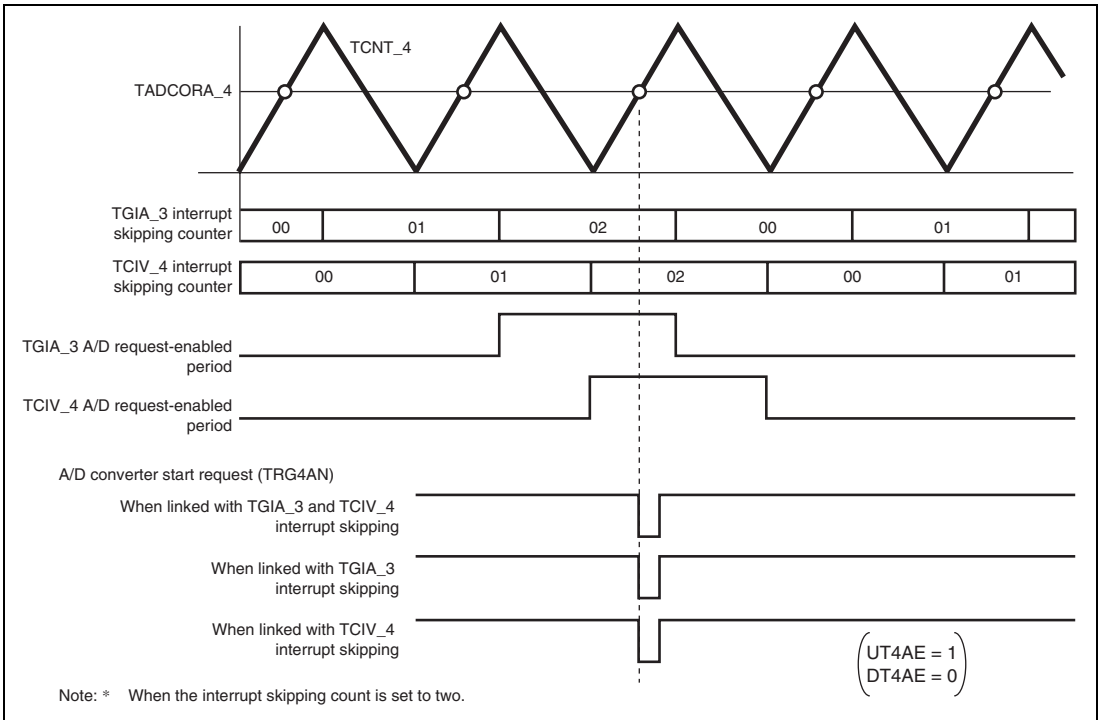 TCNT_4
TADCORA_4
TGIA_3 interrupt
skipping counter
00 01 02 00 01
TCIV_4 interrupt
skipping counter
00 01 02 00 01
TGIA_3 A/D request-enabled
period
TCIV_4 A/D request-enabled
period
A/D converter start request (TRG4AN)
When linked with TGIA_3 and TCIV_4
interrupt skipping
When linked with TGIA_3
interrupt skipping
When linked with TCIV_4
interrupt skipping
UT4AE = 1
DT4AE = 0
Note: * When the interrupt skipping count is set to two.